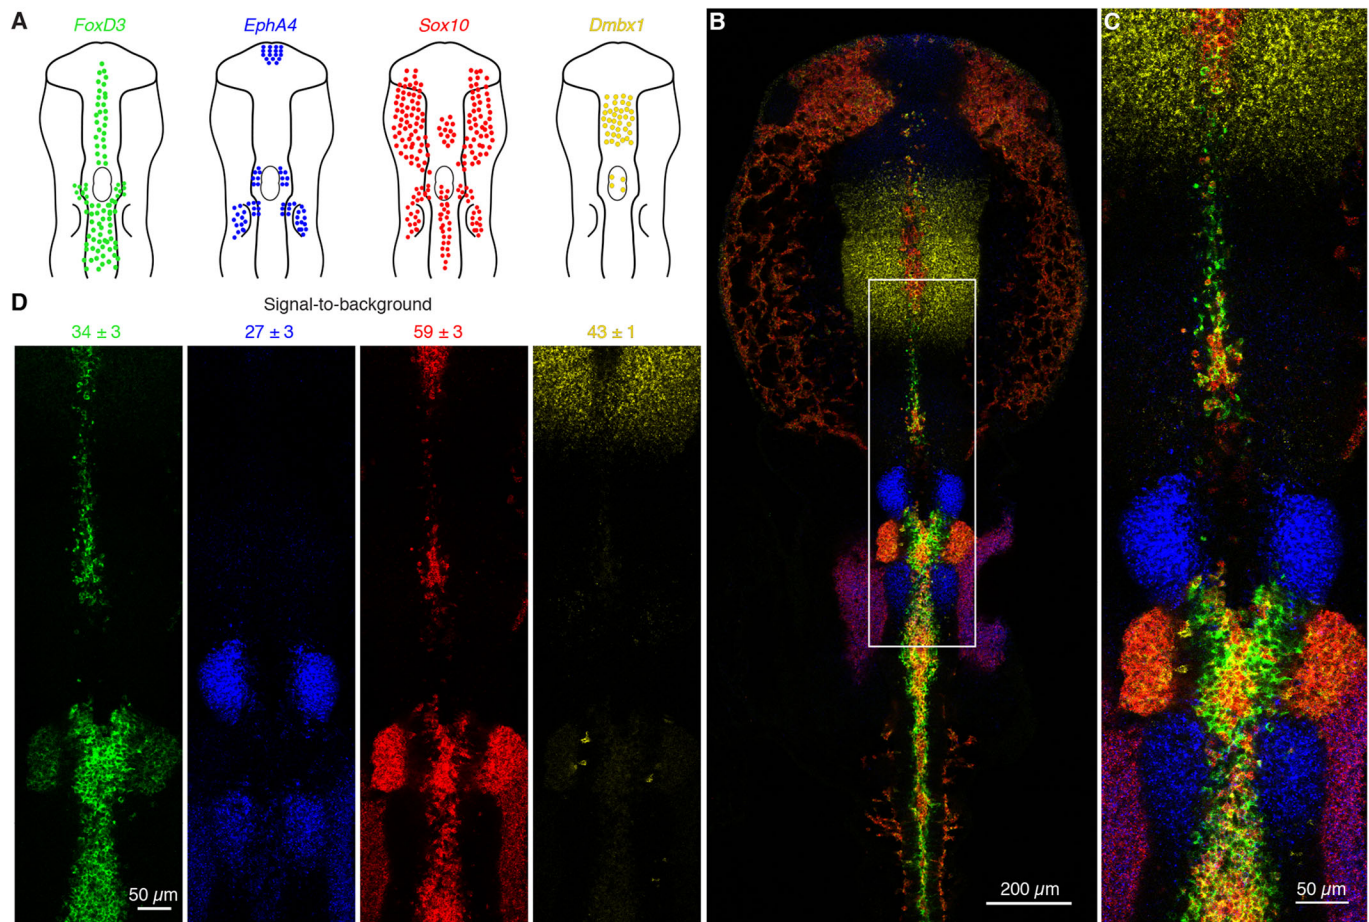 A
FoxD3
EphA4
Sox10
Dmbx1
B
C
D
Signal-to-background
34 ± 3
27 ± 3
59 ± 3
43 ± 1
50 µm
200 µm
50 µm